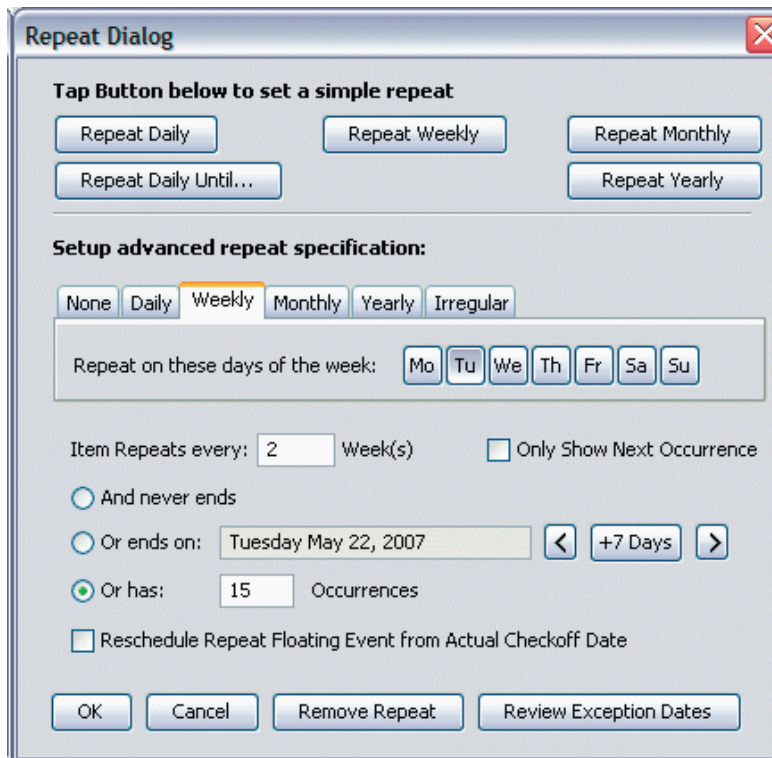 Repeat Dialog
Tap Button below to set a simple repeat
Repeat Daily Repeat Weekly Repeat Monthly
Repeat Daily Until... Repeat Yearly
Setup advanced repeat specification:
None Daily Weekly Monthly Yearly Irregular
Repeat on these days of the week: Mo Tu We Th Fr Sa Su
Item Repeats every: 2 Week(s) Only Show Next Occurrence
And never ends
Or ends on: Tuesday May 22, 2007 < +7 Days >
Or has: 15 Occurrences
Reschedule Repeat Floating Event from Actual Checkoff Date
OK Cancel Remove Repeat Review Exception Dates